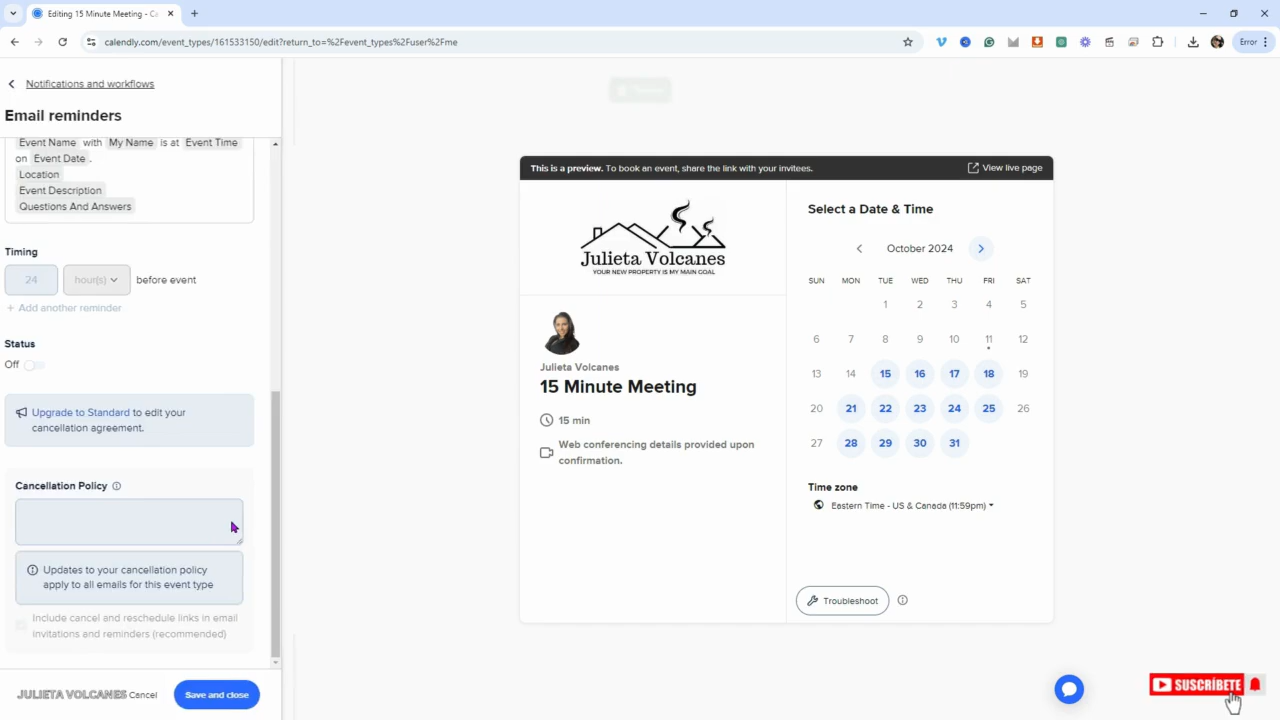 Editing 15 Minute Meeting - Ca
calendly.com/event_types/161533150/edit?return_to=%2Fevent_types%2Fuser%2Fme
Error
Notifications and workflows
Email reminders
Event Name with My Name is at Event Time
on Event Date .
Location
Event Description
Questions And Answers
Timing
24 hour(s) before event
+ Add another reminder
Status
Off
Upgrade to Standard to edit your
cancellation agreement.
Cancellation Policy
Updates to your cancellation policy
apply to all emails for this event type
Include cancel and reschedule links in email
invitations and reminders (recommended)
JULIETA VOLCANES
Cancel
Save and close
This is a preview. To book an event, share the link with your invitees.
View live page
Julieta Volcanes
YOUR NEW PROPERTY IS MY MAIN GOAL
Julieta Volcanes
15 Minute Meeting
15 min
Web conferencing details provided upon
confirmation.
Select a Date & Time
October 2024
SUN MON TUE WED THU FRI SAT
1 2 3 4 5
6 7 8 9 10 11 12
13 14 15 16 17 18 19
20 21 22 23 24 25 26
27 28 29 30 31
Time zone
Eastern Time - US & Canada (11:59pm)
Troubleshoot
SUSCRÍBETE